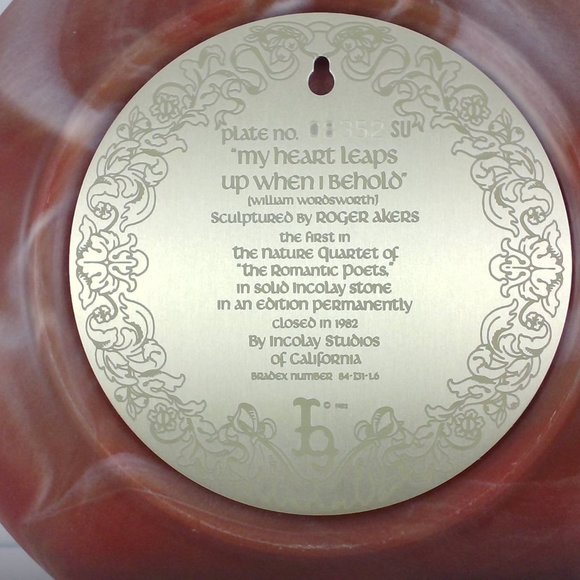 plate no. 352 SU
"my heart leaps
up when I behold"
[William Wordsworth]
Sculptured by Roger Akers
the first in
the Nature Quartet of
"the Romantic Poets,"
in solid Incolay stone
in an edition permanently
closed in 1982
By Incolay Studios
of California
Bradex number 84-I31-1.6
© 1982